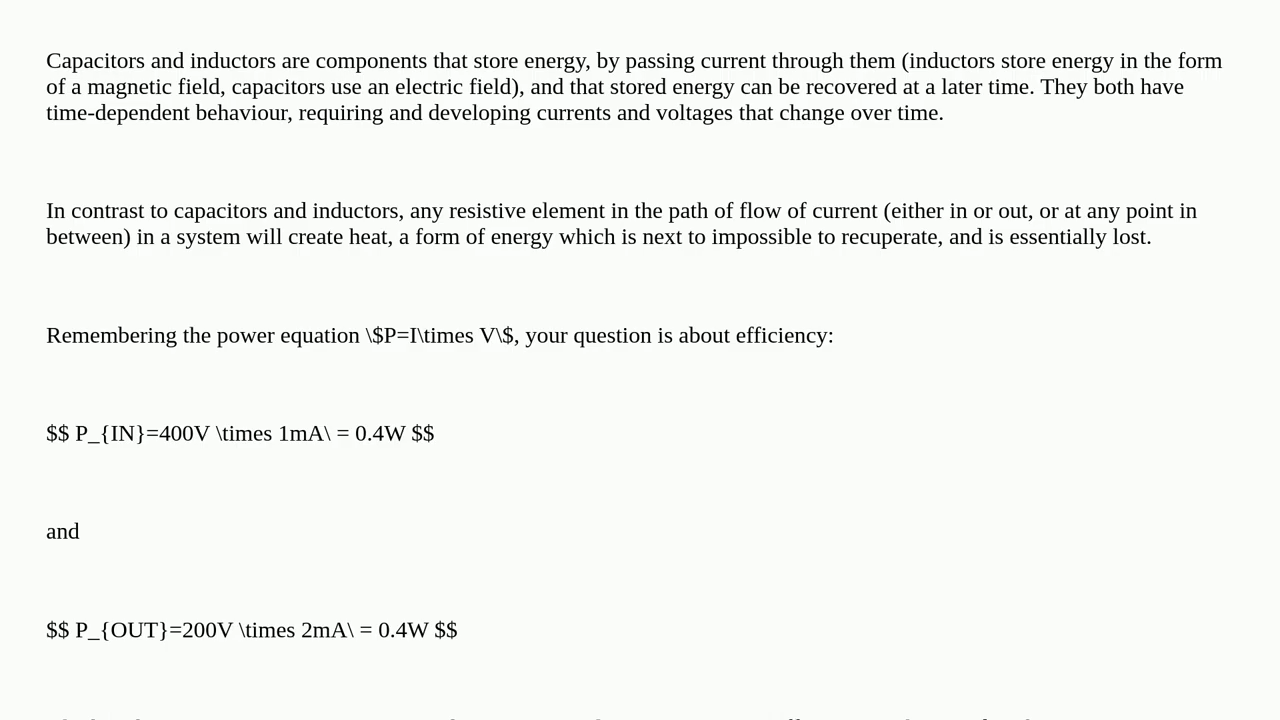 Capacitors and inductors are components that store energy, by passing current through them (inductors store energy in the form
of a magnetic field, capacitors use an electric field), and that stored energy can be recovered at a later time. They both have
time-dependent behaviour, requiring and developing currents and voltages that change over time.
In contrast to capacitors and inductors, any resistive element in the path of flow of current (either in or out, or at any point in
between) in a system will create heat, a form of energy which is next to impossible to recuperate, and is essentially lost.
Remembering the power equation \$P=I\times V\$, your question is about efficiency:
$$ P_{IN}=400V \times 1mA\ = 0.4W $$
and
$$ P_{OUT}=200V \times 2mA\ = 0.4W $$